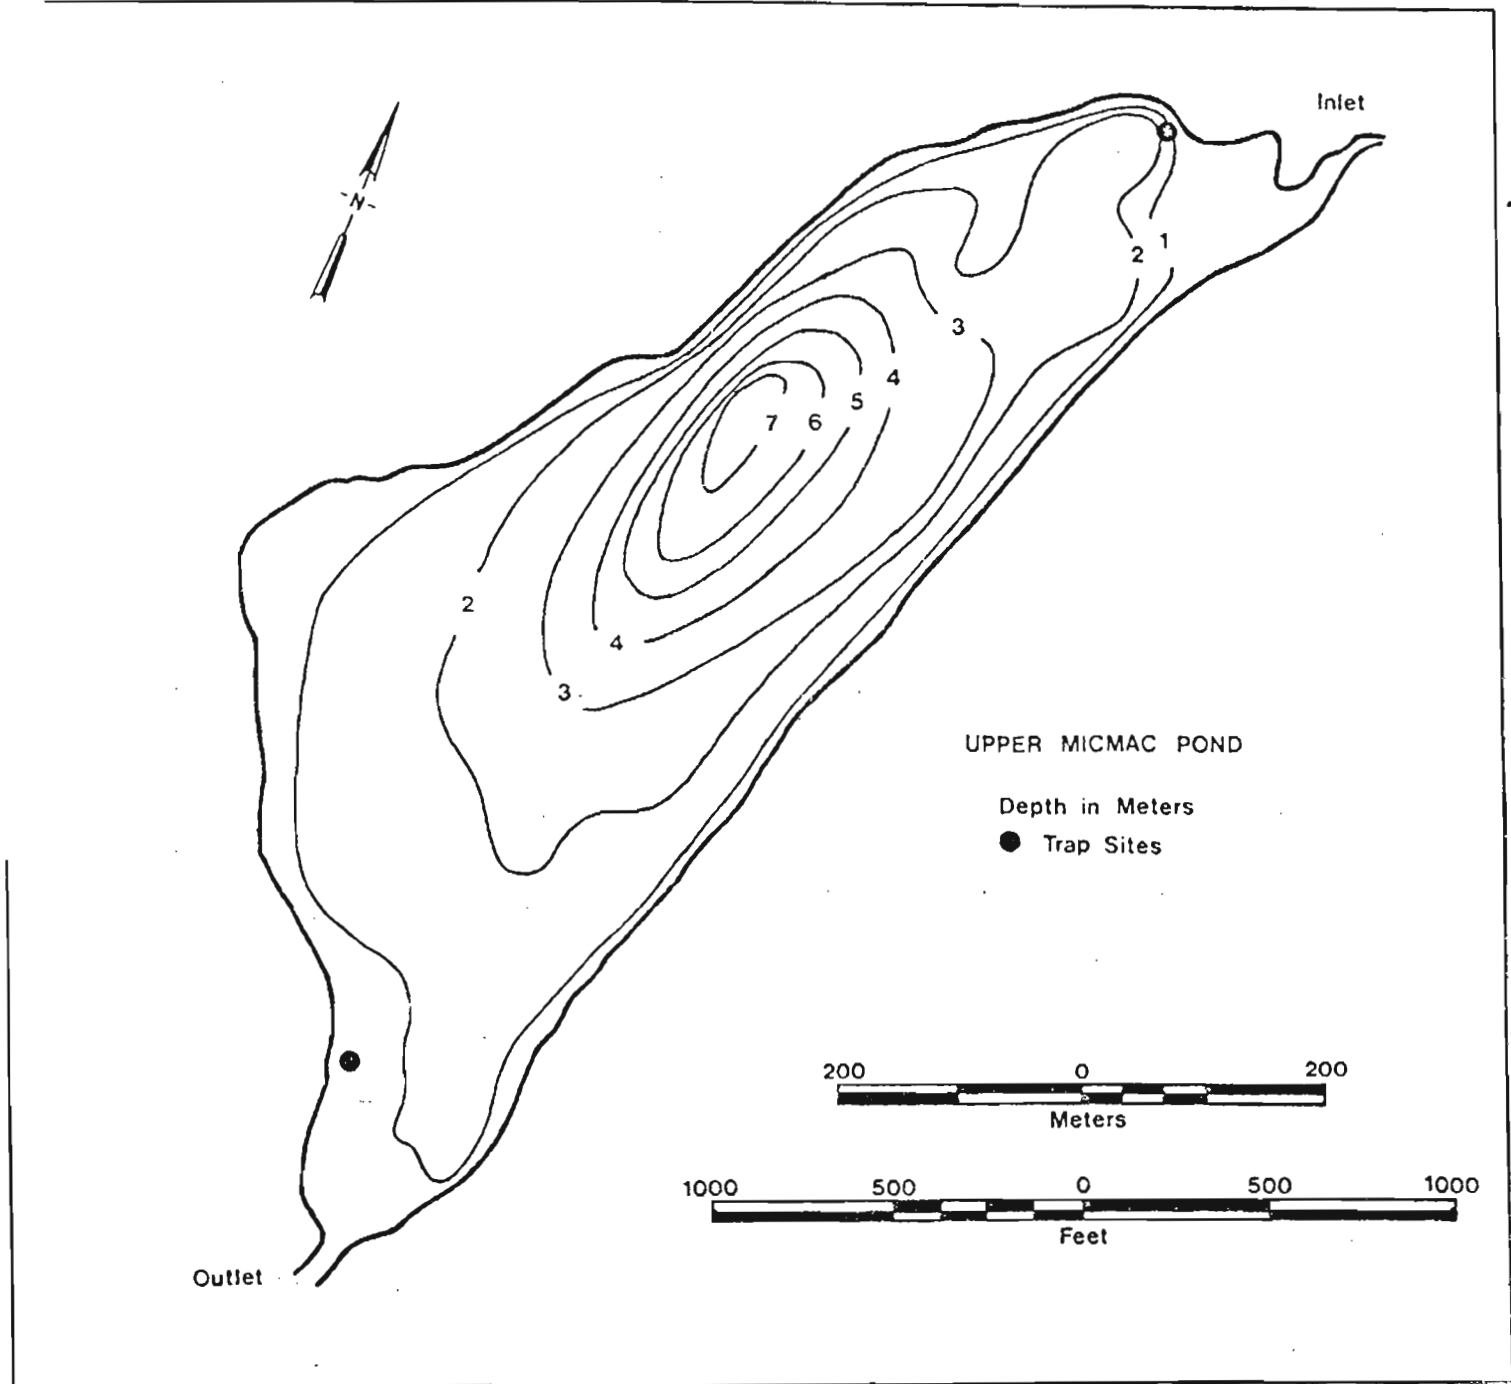 Inlet
-N-
1
2
3
4
5
6
7
2
4
3
UPPER MICMAC POND
Depth in Meters
Trap Sites
200 0 200
Meters
1000 500 0 500 1000
Feet
Outlet